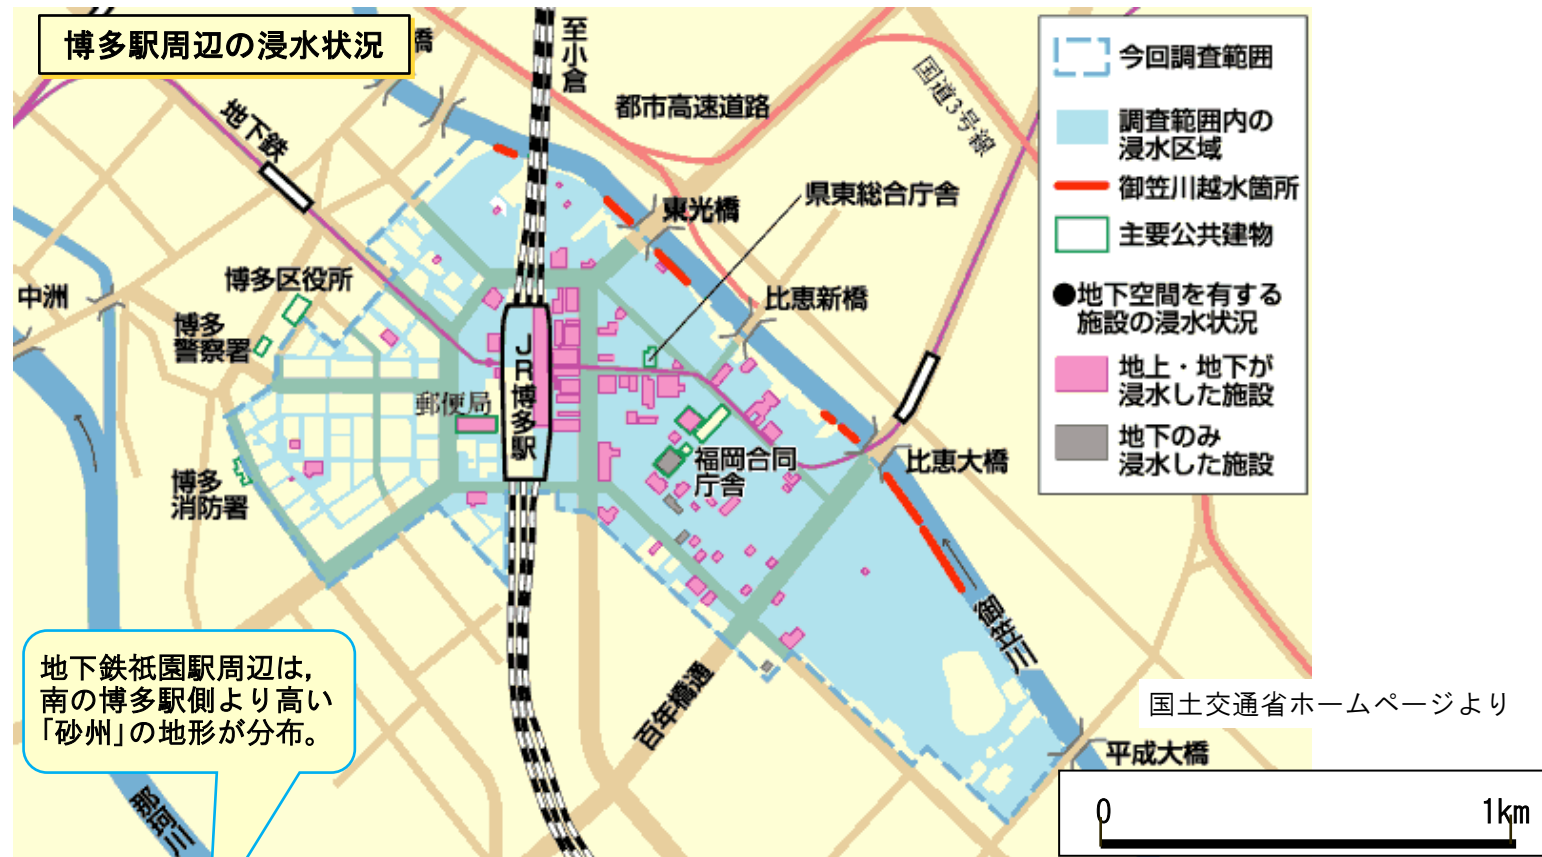 博多駅周辺の浸水状況
橋
至小倉
都市高速道路
国道3号線
地下鉄
東光橋
県東総合庁舎
博多区役所
中洲
博多
警察署
比恵新橋
JR博多駅
郵便局
福岡合同
庁舎
比恵大橋
博多
消防署
御笠川
百年橋通
平成大橋
那珂川
今回調査範囲
調査範囲内の
浸水区域
御笠川越水箇所
主要公共建物
●地下空間を有する
施設の浸水状況
地上・地下が
浸水した施設
地下のみ
浸水した施設
地下鉄祇園駅周辺は，
南の博多駅側より高い
「砂州」の地形が分布。
国土交通省ホームページより
0
1km